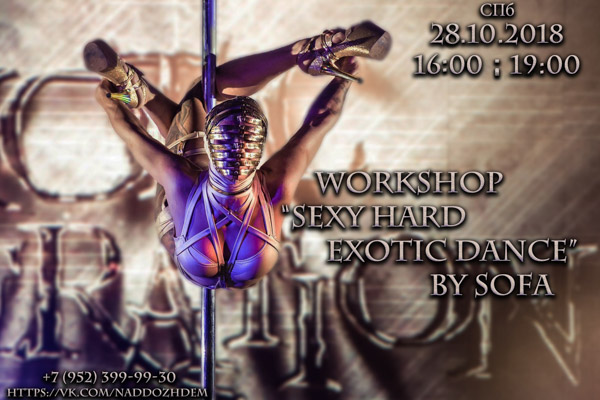 СПб
28.10.2018
16:00 ; 19:00
WORKSHOP
"SEXY HARD
EXOTIC DANCE"
BY SOFA
+7 (952) 399-99-30
HTTPS://VK.COM/NADDOZHDEM